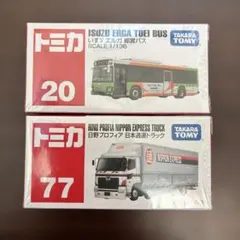 トミカ
ISUZU ERGA TOEI BUS
いすゞ エルガ 都営バス
SCALE 1/136
TAKARA
TOMY
20
トミカ
HINO PROFIA NIPPON EXPRESS TRUCK
日野プロフィア 日本通運トラック
TAKARA
TOMY
77
NIPPON EXPRESS